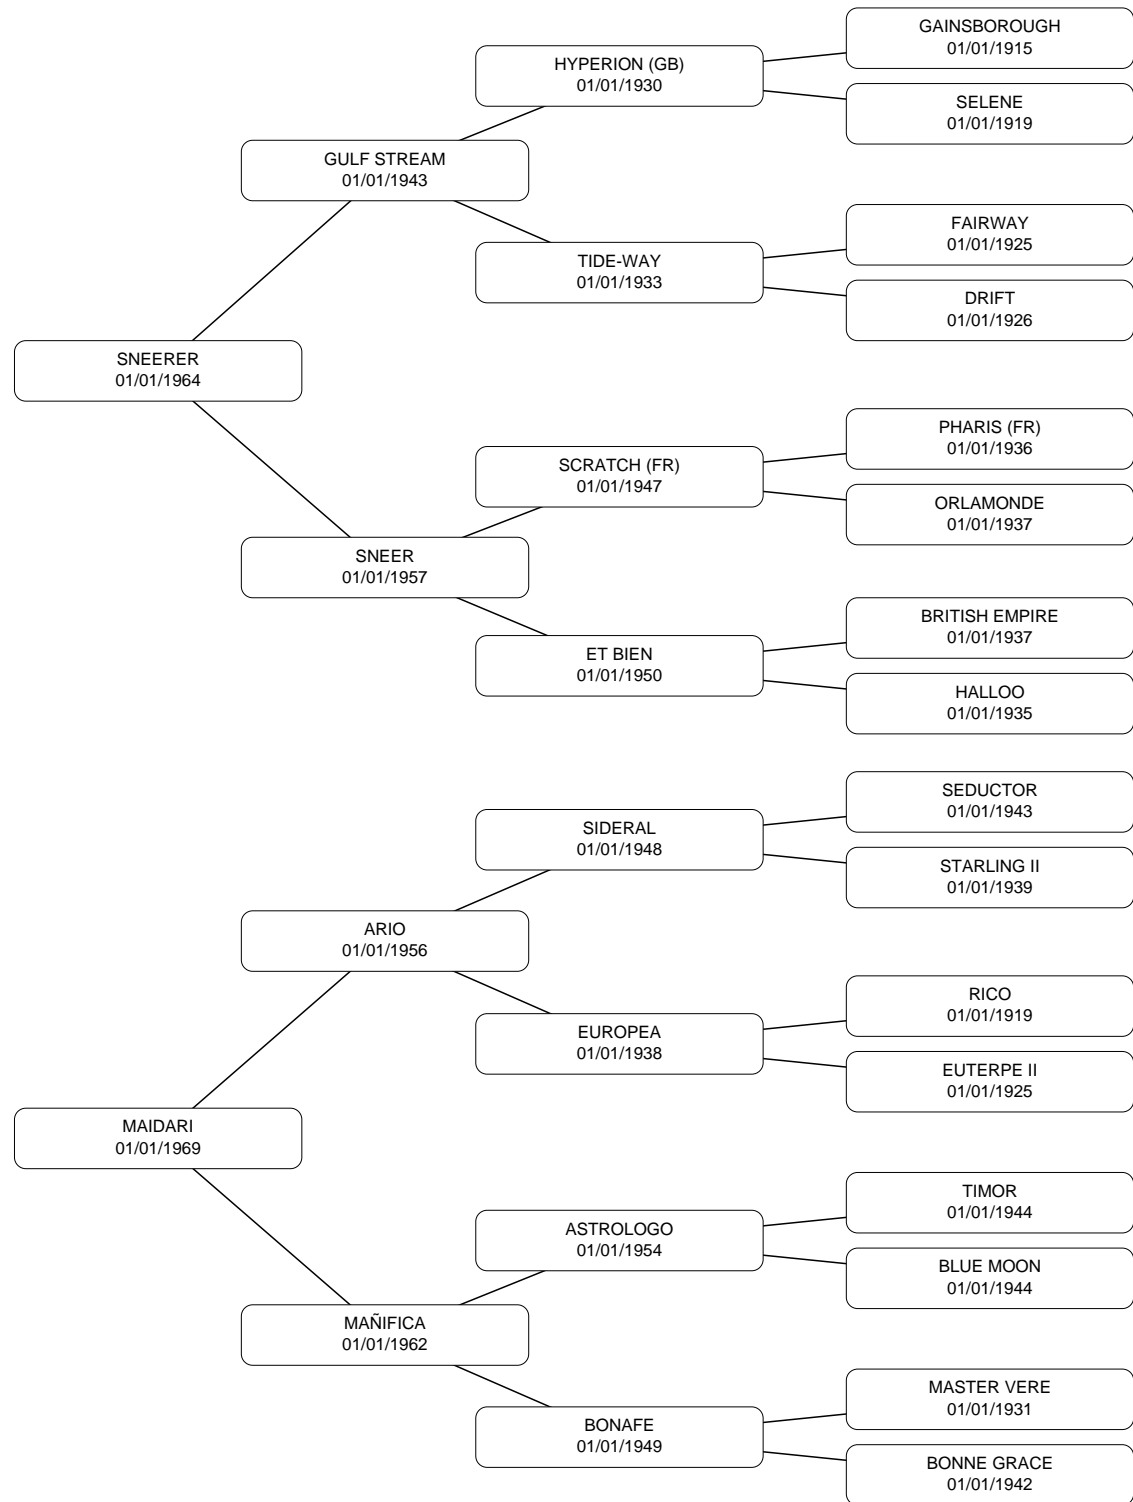 GAINSBOROUGH
01/01/1915
HYPERION (GB)
01/01/1930
SELENE
01/01/1919
GULF STREAM
01/01/1943
FAIRWAY
01/01/1925
TIDE-WAY
01/01/1933
DRIFT
01/01/1926
SNEERER
01/01/1964
PHARIS (FR)
01/01/1936
SCRATCH (FR)
01/01/1947
ORLAMONDE
01/01/1937
SNEER
01/01/1957
BRITISH EMPIRE
01/01/1937
ET BIEN
01/01/1950
HALLOO
01/01/1935
SEDUCTOR
01/01/1943
SIDERAL
01/01/1948
STARLING II
01/01/1939
ARIO
01/01/1956
RICO
01/01/1919
EUROPEA
01/01/1938
EUTERPE II
01/01/1925
MAIDARI
01/01/1969
TIMOR
01/01/1944
ASTROLOGO
01/01/1954
BLUE MOON
01/01/1944
MAÑIFICA
01/01/1962
MASTER VERE
01/01/1931
BONAFE
01/01/1949
BONNE GRACE
01/01/1942